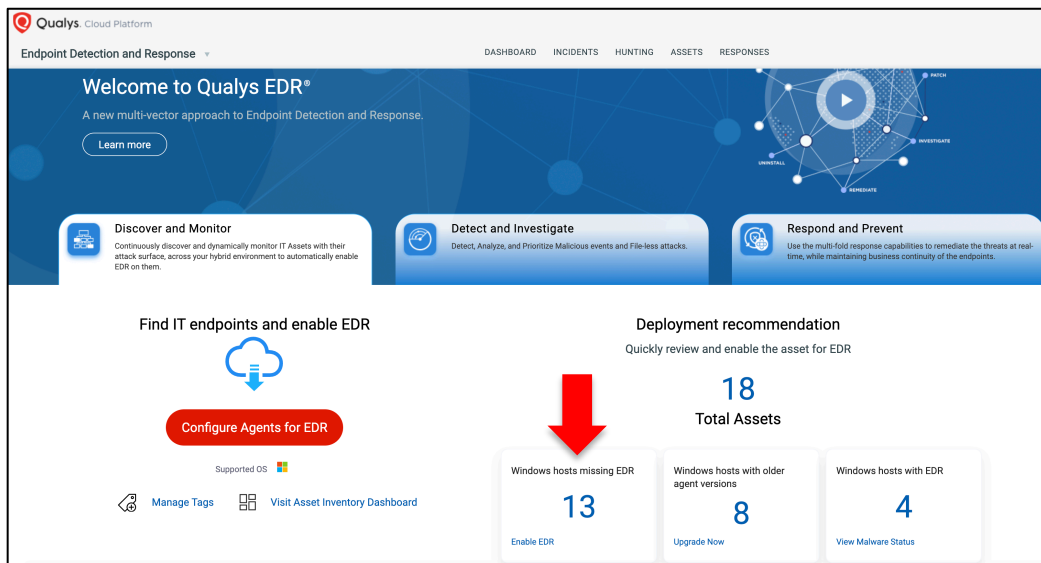 Qualys. Cloud Platform
Endpoint Detection and Response
DASHBOARD INCIDENTS HUNTING ASSETS RESPONSES
Welcome to Qualys EDR®
A new multi-vector approach to Endpoint Detection and Response.
Learn more
PATCH
INVESTIGATE
UNINSTALL
REMEDIATE
Discover and Monitor
Continuously discover and dynamically monitor IT Assets with their
attack surface, across your hybrid environment to automatically enable
EDR on them.
Detect and Investigate
Detect, Analyze, and Prioritize Malicious events and File-less attacks.
Respond and Prevent
Use the multi-fold response capabilities to remediate the threats at real-
time, while maintaining business continuity of the endpoints.
Find IT endpoints and enable EDR
Configure Agents for EDR
Supported OS
Manage Tags
Visit Asset Inventory Dashboard
Deployment recommendation
Quickly review and enable the asset for EDR
18
Total Assets
Windows hosts missing EDR
13
Enable EDR
Windows hosts with older
agent versions
8
Upgrade Now
Windows hosts with EDR
4
View Malware Status